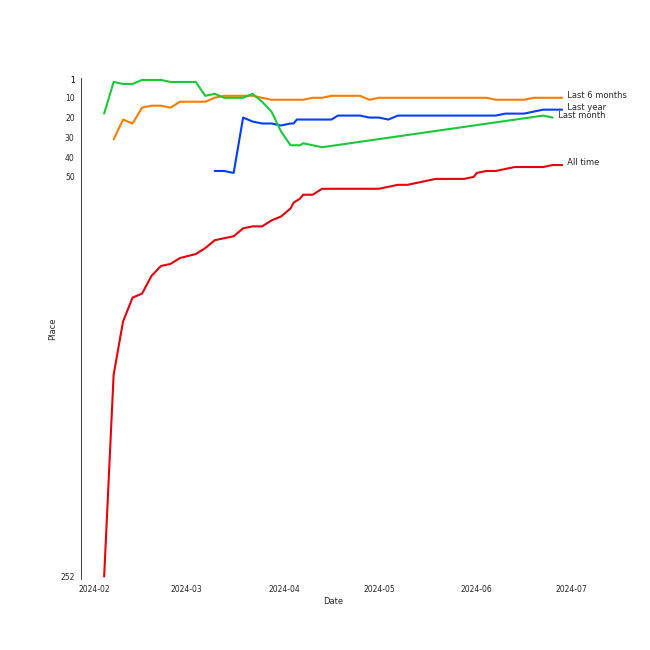 1
10
20
30
40
50
252
Place
2024-02
2024-03
2024-04
2024-05
2024-06
2024-07
Date
Last 6 months
Last year
Last month
All time